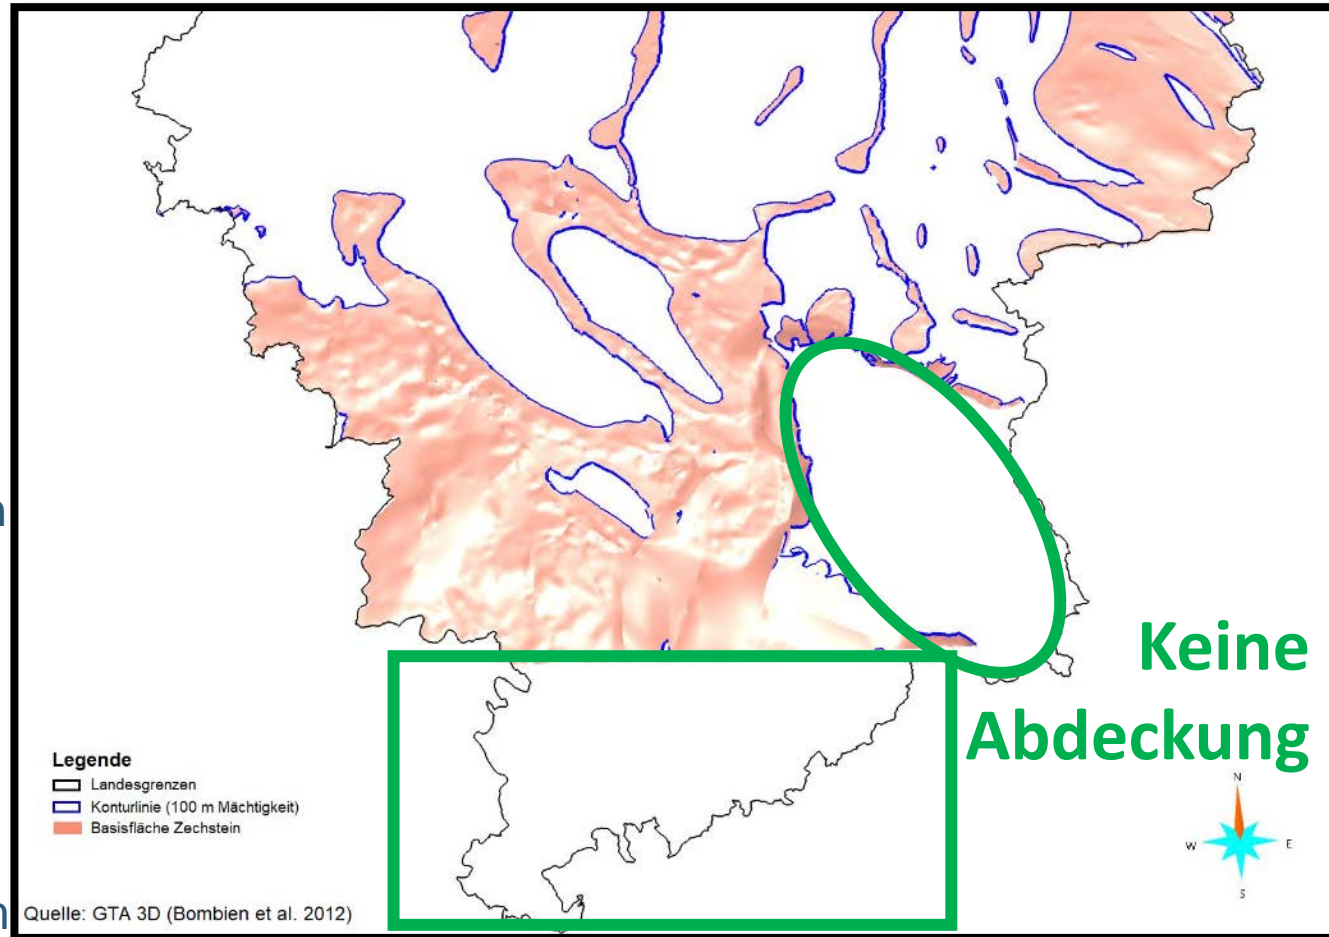 Keine
Abdeckung
Legende
Landesgrenzen
Konturlinie (100 m Mächtigkeit)
Basisfläche Zechstein
N
W
E
S
Quelle: GTA 3D (Bombien et al. 2012)